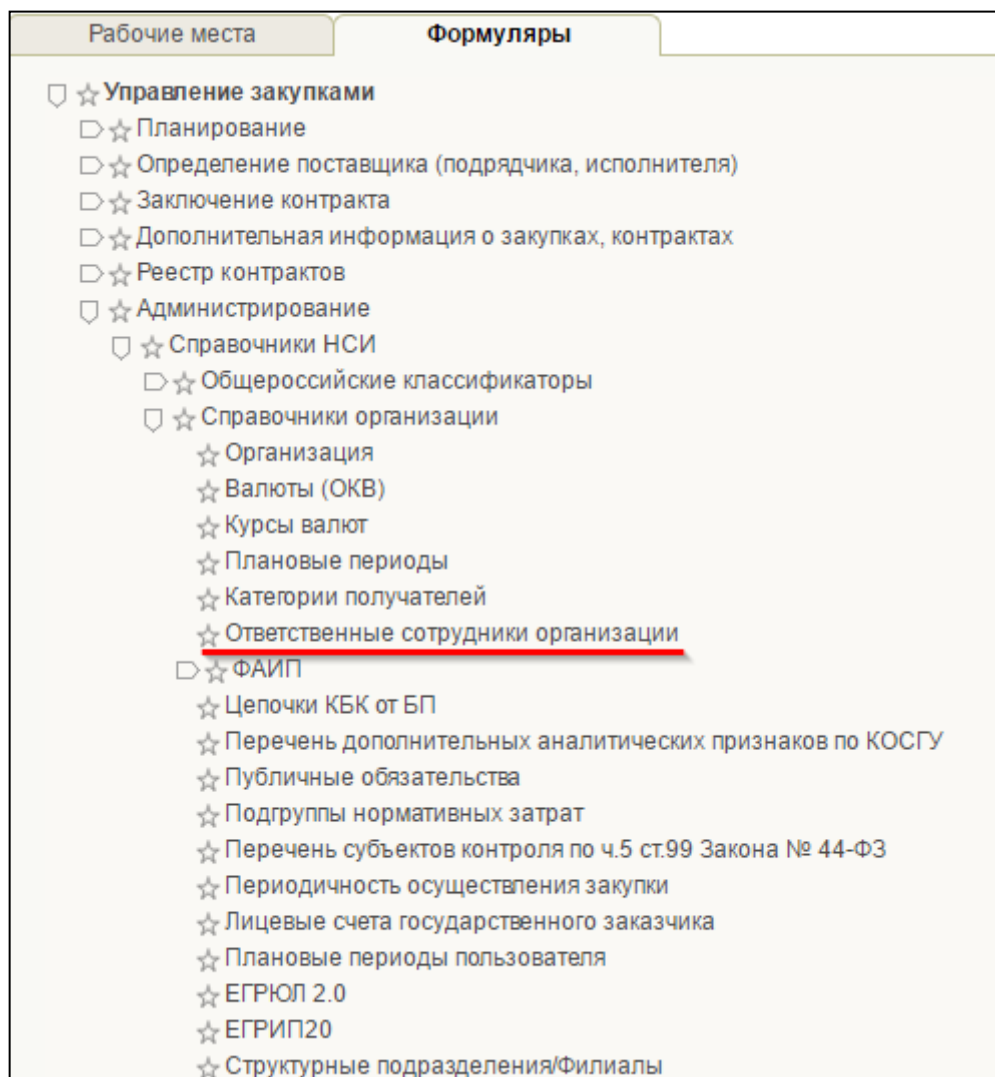 Рабочие места
Формуляры
Управление закупками
Планирование
Определение поставщика (подрядчика, исполнителя)
Заключение контракта
Дополнительная информация о закупках, контрактах
Реестр контрактов
Администрирование
Справочники НСИ
Общероссийские классификаторы
Справочники организации
Организация
Валюты (ОКВ)
Курсы валют
Плановые периоды
Категории получателей
Ответственные сотрудники организации
ФАИП
Цепочки КБК от БП
Перечень дополнительных аналитических признаков по КОСГУ
Публичные обязательства
Подгруппы нормативных затрат
Перечень субъектов контроля по ч.5 ст.99 Закона № 44-ФЗ
Периодичность осуществления закупки
Лицевые счета государственного заказчика
Плановые периоды пользователя
ЕГРЮЛ 2.0
ЕГРИП20
Структурные подразделения/Филиалы